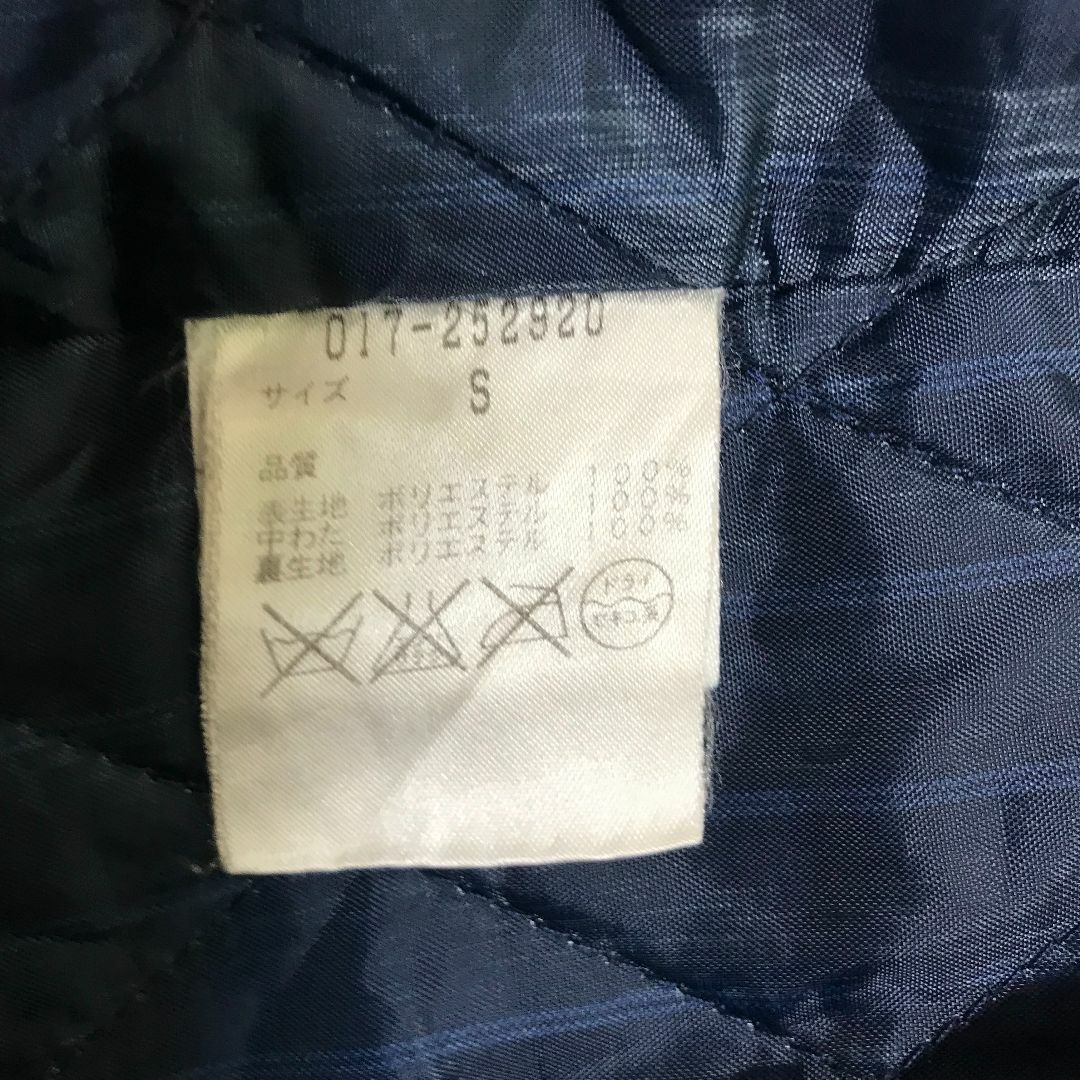 017-252920
サイズ S
品質
表生地 ポリエステル 100%
中わた ポリエステル 100%
裏生地 ポリエステル 100%
ドライ